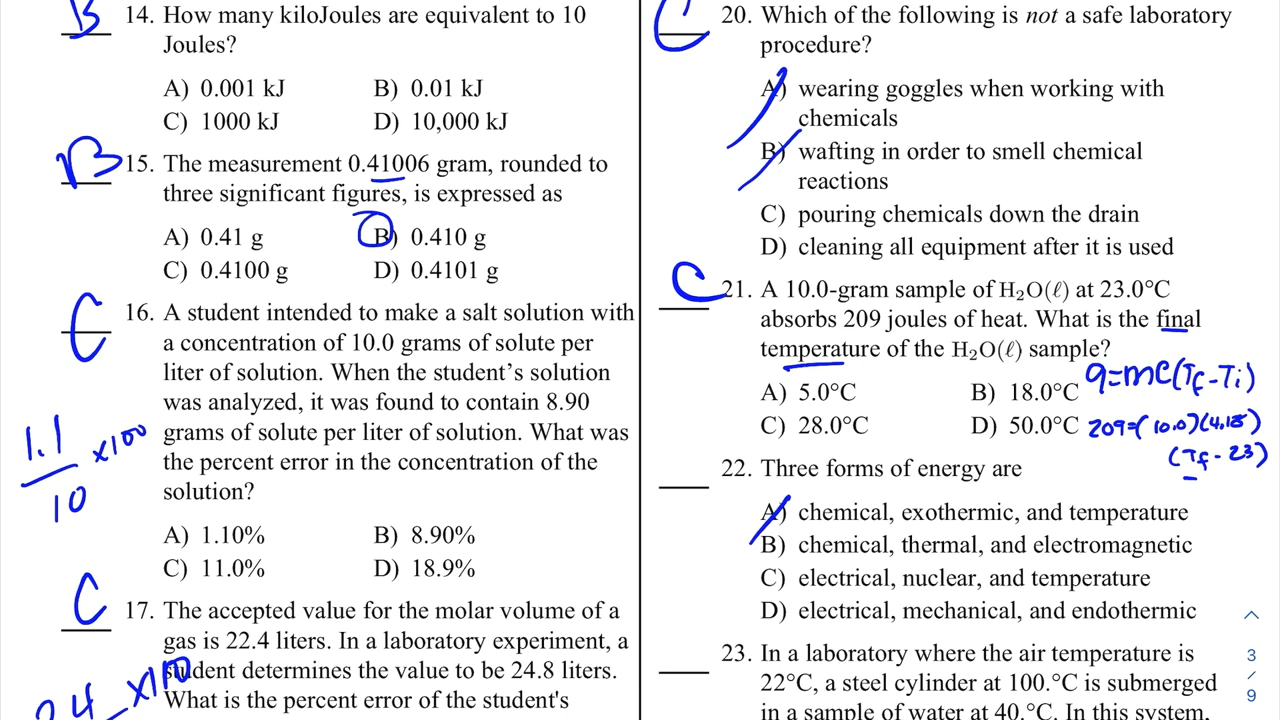 B
14. How many kiloJoules are equivalent to 10
Joules?
A) 0.001 kJ B) 0.01 kJ
C) 1000 kJ D) 10,000 kJ
B
15. The measurement 0.41006 gram, rounded to
three significant figures, is expressed as
A) 0.41 g B) 0.410 g
C) 0.4100 g D) 0.4101 g
C
16. A student intended to make a salt solution with
a concentration of 10.0 grams of solute per
liter of solution. When the student's solution
was analyzed, it was found to contain 8.90
grams of solute per liter of solution. What was
the percent error in the concentration of the
solution?
1.1
x100
10
A) 1.10% B) 8.90%
C) 11.0% D) 18.9%
C
17. The accepted value for the molar volume of a
gas is 22.4 liters. In a laboratory experiment, a
student determines the value to be 24.8 liters.
What is the percent error of the student's
24 x100
C
20. Which of the following is not a safe laboratory
procedure?
A) wearing goggles when working with
chemicals
B) wafting in order to smell chemical
reactions
C) pouring chemicals down the drain
D) cleaning all equipment after it is used
C
21. A 10.0-gram sample of H₂O(ℓ) at 23.0°C
absorbs 209 joules of heat. What is the final
temperature of the H₂O(ℓ) sample?
A) 5.0°C B) 18.0°C
C) 28.0°C D) 50.0°C
q=mC(Tf-Ti)
209=(10.0)(4.18)
(Tf-23)
22. Three forms of energy are
A) chemical, exothermic, and temperature
B) chemical, thermal, and electromagnetic
C) electrical, nuclear, and temperature
D) electrical, mechanical, and endothermic
23. In a laboratory where the air temperature is
22°C, a steel cylinder at 100.°C is submerged
in a sample of water at 40.°C. In this system,
3
/
9